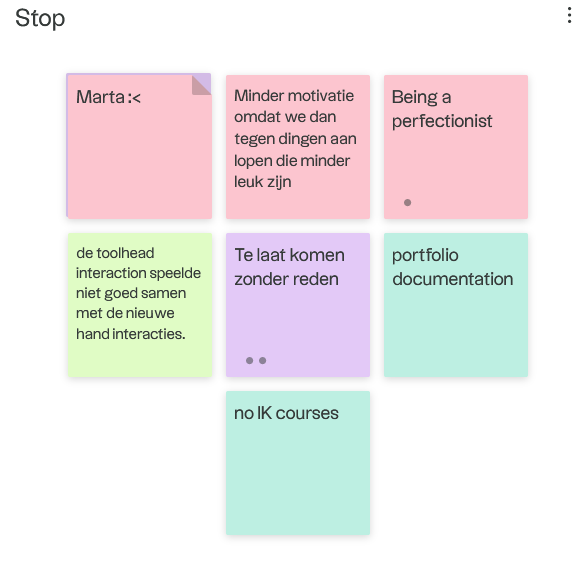 Stop
Marta :<
Minder motivatie
omdat we dan
tegen dingen aan
lopen die minder
leuk zijn
Being a
perfectionist
de toolhead
interaction speelde
niet goed samen
met de nieuwe
hand interacties.
Te laat komen
zonder reden
portfolio
documentation
no IK courses